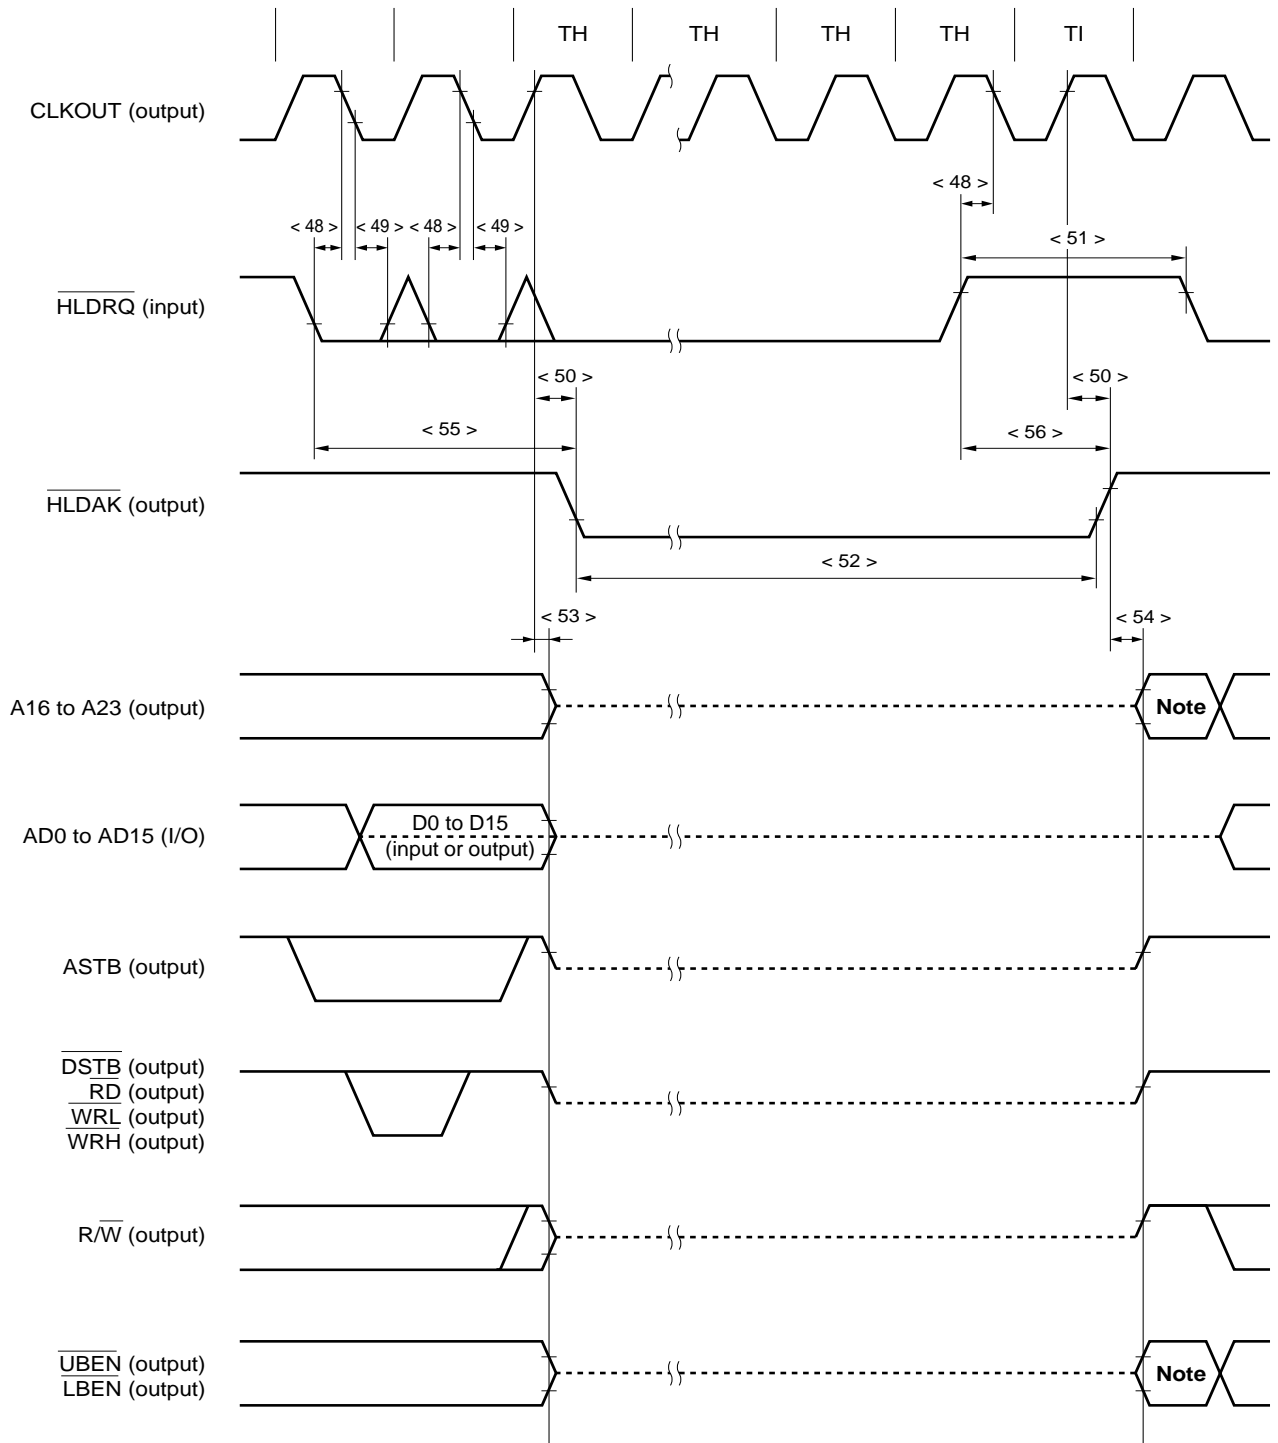 TH TH TH TH TI
CLKOUT (output)
< 48 >
< 48 > < 49 > < 48 > < 49 >
< 51 >
HLDRQ (input)
< 50 > < 50 >
< 55 > < 56 >
HLDAK (output)
< 52 >
< 53 > < 54 >
A16 to A23 (output) Note
D0 to D15
AD0 to AD15 (I/O)
(input or output)
ASTB (output)
DSTB (output)
RD (output)
WRL (output)
WRH (output)
R/W (output)
UBEN (output)
Note
LBEN (output)